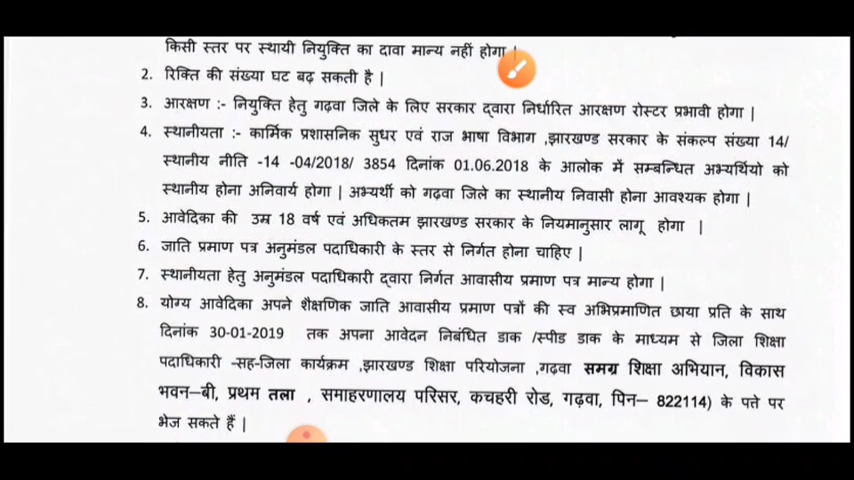 किसी स्तर पर स्थायी नियुक्ति का दावा मान्य नहीं होगा |
2. रिक्ति की संख्या घट बढ़ सकती है |
3. आरक्षण :- नियुक्ति हेतु गढ़वा जिले के लिए सरकार द्वारा निर्धारित आरक्षण रोस्टर प्रभावी होगा |
4. स्थानीयता :- कार्मिक प्रशासनिक सुधर एवं राज भाषा विभाग ,झारखण्ड सरकार के संकल्प संख्या 14/
स्थानीय नीति -14 -04/2018/ 3854 दिनांक 01.06.2018 के आलोक में सम्बन्धित अभ्यर्थियो को
स्थानीय होना अनिवार्य होगा | अभ्यर्थी को गढ़वा जिले का स्थानीय निवासी होना आवश्यक होगा |
5. आवेदिका की उम्र 18 वर्ष एवं अधिकतम झारखण्ड सरकार के नियमानुसार लागू होगा |
6. जाति प्रमाण पत्र अनुमंडल पदाधिकारी के स्तर से निर्गत होना चाहिए |
7. स्थानीयता हेतु अनुमंडल पदाधिकारी द्वारा निर्गत आवासीय प्रमाण पत्र मान्य होगा |
8. योग्य आवेदिका अपने शैक्षणिक जाति आवासीय प्रमाण पत्रों की स्व अभिप्रमाणित छाया प्रति के साथ
दिनांक 30-01-2019 तक अपना आवेदन निबंधित डाक /स्पीड डाक के माध्यम से जिला शिक्षा
पदाधिकारी -सह-जिला कार्यक्रम ,झारखण्ड शिक्षा परियोजना ,गढ़वा समग्र शिक्षा अभियान, विकास
भवन–बी, प्रथम तला , समाहरणालय परिसर, कचहरी रोड, गढ़वा, पिन– 822114) के पत्ते पर
भेज सकते हैं |